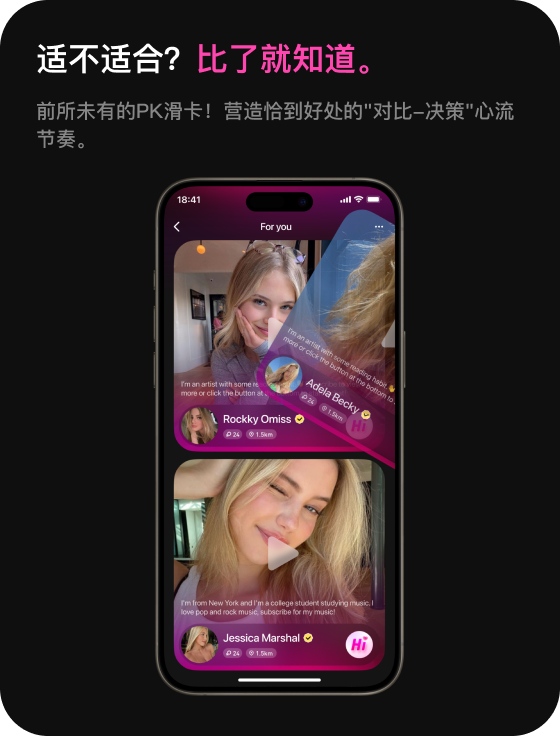 适不适合？比了就知道。
前所未有的PK滑卡！营造恰到好处的"对比–决策"心流
节奏。
18:41
For you
I'm an artist with some re
more or click the button at
Rockky Omiss
24
1.5km
I'm an artist with some reading habit,
more or click the button at the bottom to
Adela Becky
24
1.5km
Hi
I'm from New York and I'm a college student studying music, I
love pop and rock music, subscribe for my music!
Jessica Marshal
24
1.5km
Hi